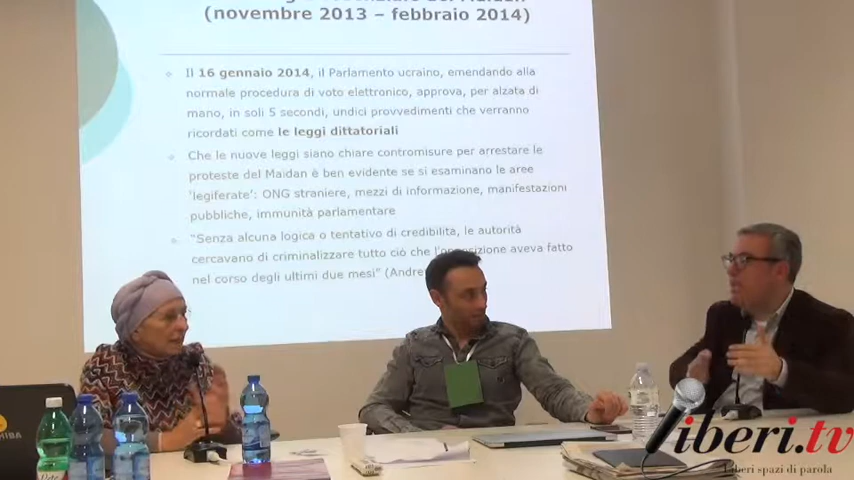 (novembre 2013 – febbraio 2014)
Il 16 gennaio 2014, il Parlamento ucraino, emendando alla
normale procedura di voto elettronico, approva, per alzata di
mano, in soli 5 secondi, undici provvedimenti che verranno
ricordati come le leggi dittatoriali
Che le nuove leggi siano chiare contromisure per arrestare le
proteste del Maidan è ben evidente se si esaminano le aree
'legiferate': ONG straniere, mezzi di informazione, manifestazioni
pubbliche, immunità parlamentare
"Senza alcuna logica o tentativo di credibilità, le autorità
cercavano di criminalizzare tutto ciò che l'opposizione aveva fatto
nel corso degli ultimi due mesi" (Andre
TOSHIBA
liberi.tv
liberi spazi di parola